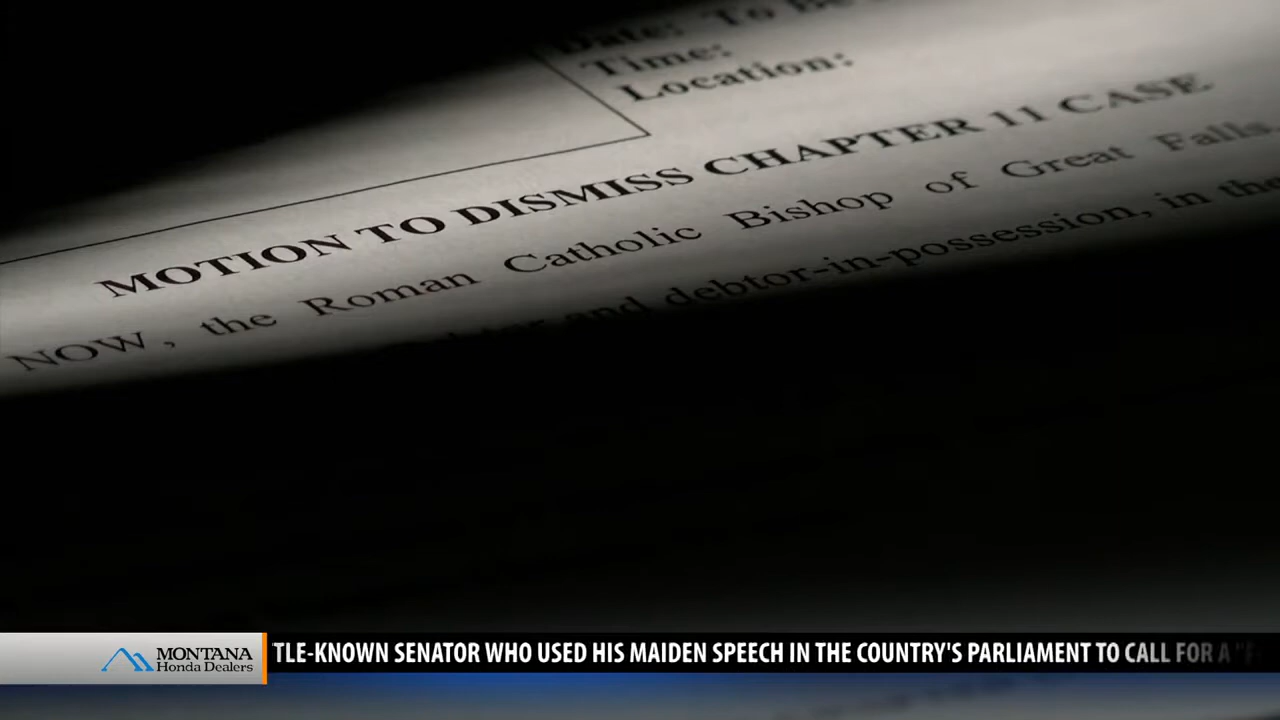 Date: To Be
Time:
Location:
MOTION TO DISMISS CHAPTER 11 CASE
NOW, the Roman Catholic Bishop of Great Falls,
and debtor-in-possession, in the
MONTANA
Honda Dealers
TLE-KNOWN SENATOR WHO USED HIS MAIDEN SPEECH IN THE COUNTRY'S PARLIAMENT TO CALL FOR A